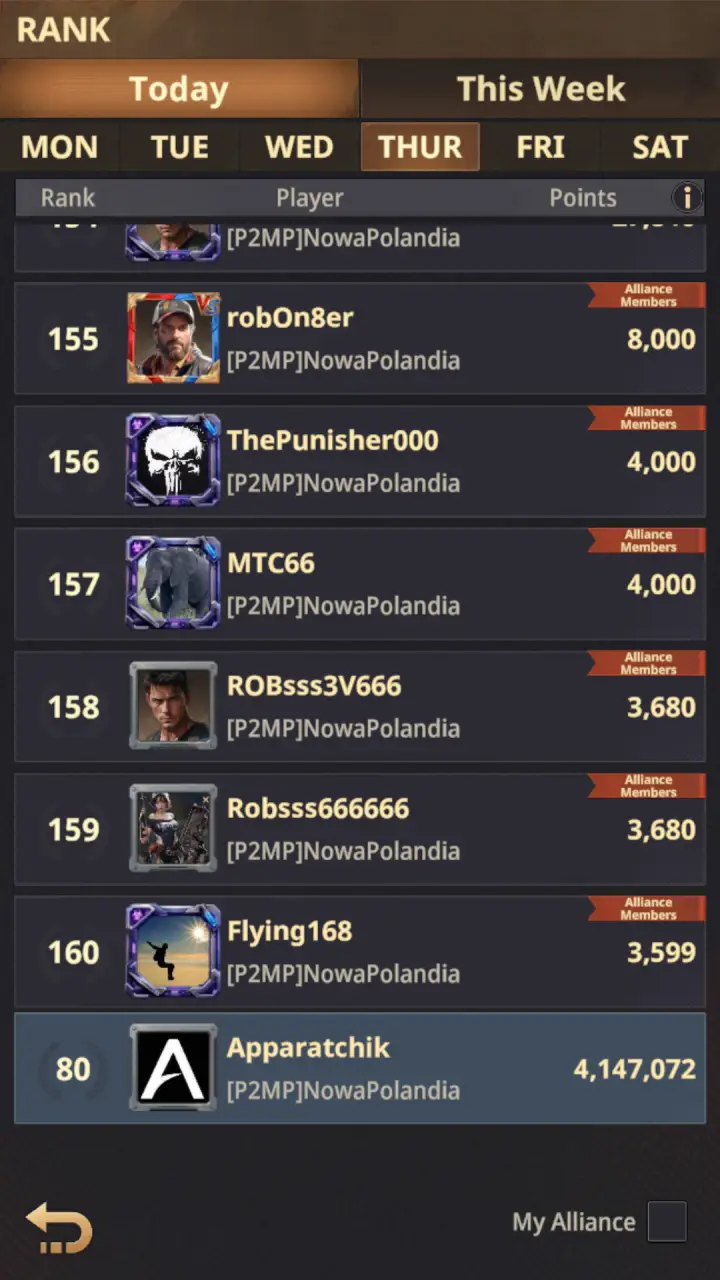 RANK
Today
This Week
MON TUE WED THUR FRI SAT
Rank Player Points i
[P2MP]NowaPolandia
Alliance Members
155 robOn8er 8,000
[P2MP]NowaPolandia
Alliance Members
156 ThePunisher000 4,000
[P2MP]NowaPolandia
Alliance Members
157 MTC66 4,000
[P2MP]NowaPolandia
Alliance Members
158 ROBsss3V666 3,680
[P2MP]NowaPolandia
Alliance Members
159 Robsss666666 3,680
[P2MP]NowaPolandia
Alliance Members
160 Flying168 3,599
[P2MP]NowaPolandia
80 Apparatchik 4,147,072
[P2MP]NowaPolandia
My Alliance